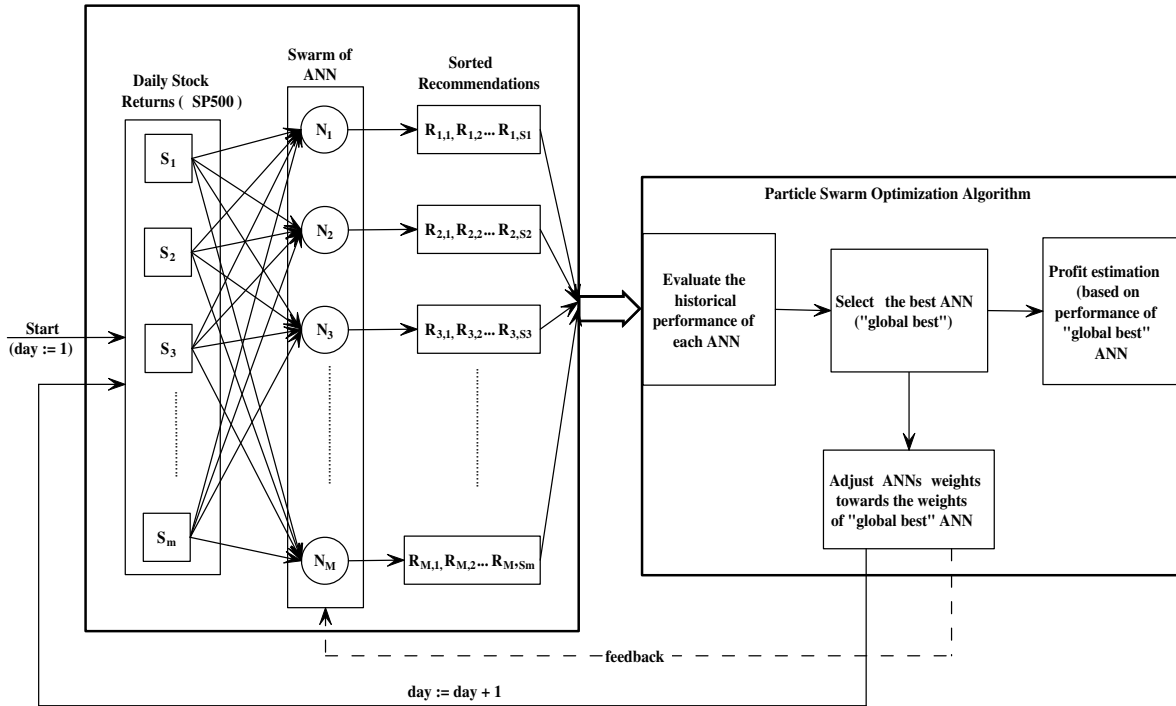 Daily Stock
Returns ( SP500 )
Swarm of
ANN
Sorted
Recommendations
S1
S2
S3
Sm
N1
N2
N3
NM
R1,1, R1,2... R1,S1
R2,1, R2,2... R2,S2
R3,1, R3,2... R3,S3
RM,1, RM,2... RM,Sm
Start
(day := 1)
Particle Swarm Optimization Algorithm
Evaluate the
historical
performance of
each ANN
Select the best ANN
("global best")
Profit estimation
(based on
performance of
"global best"
ANN
Adjust ANNs weights
towards the weights
of "global best" ANN
feedback
day := day + 1